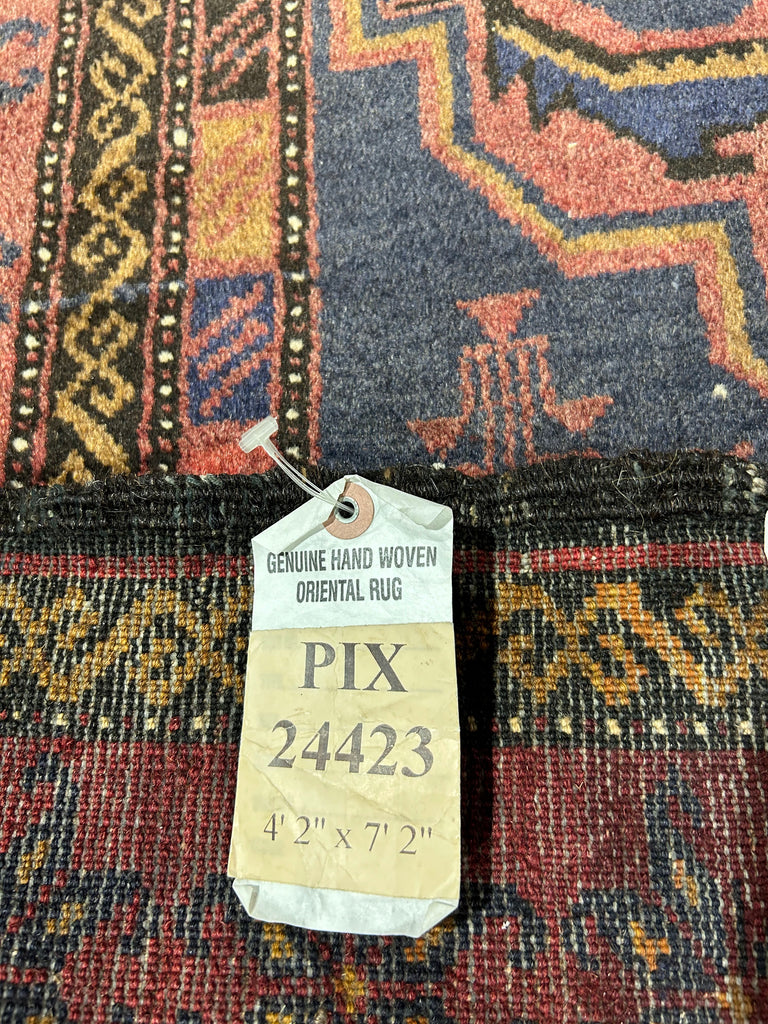 GENUINE HAND WOVEN
ORIENTAL RUG
PIX
24423
4' 2" x 7' 2"